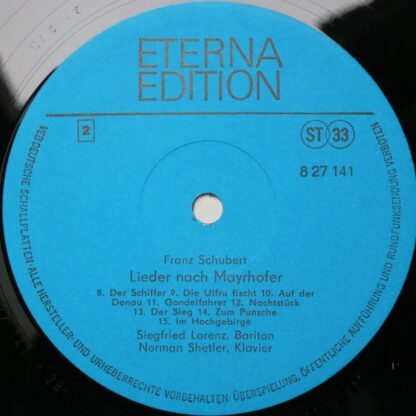 ETERNA
EDITION
2
ST 33
8 27 141
Franz Schubert
Lieder nach Mayrhofer
8. Der Schiffer 9. Die Ulfru fischt 10. Auf der
Donau 11. Gondelfahrer 12. Nachtstück
13. Der Sieg 14. Zum Punsche
15. Im Hochgebirge
Siegfried Lorenz, Bariton
Norman Shetler, Klavier
VEB DEUTSCHE SCHALLPLATTEN · ALLE HERSTELLER- UND URHEBERRECHTE VORBEHALTEN · ÜBERSPIELUNG, ÖFFENTLICHE AUFFÜHRUNG UND RUNDFUNKSENDUNG VERBOTEN